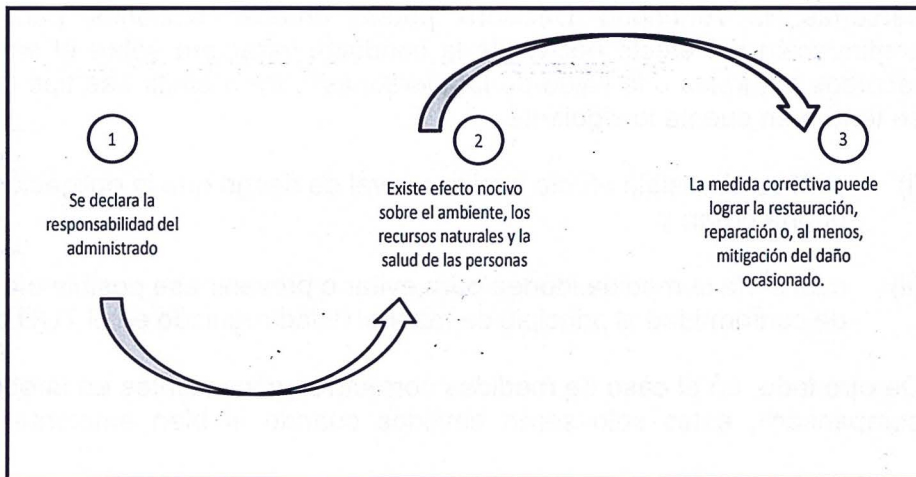 1
Se declara la
responsabilidad del
administrado
2
Existe efecto nocivo
sobre el ambiente, los
recursos naturales y la
salud de las personas
3
La medida correctiva puede
lograr la restauración,
reparación o, al menos,
mitigación del daño
ocasionado.